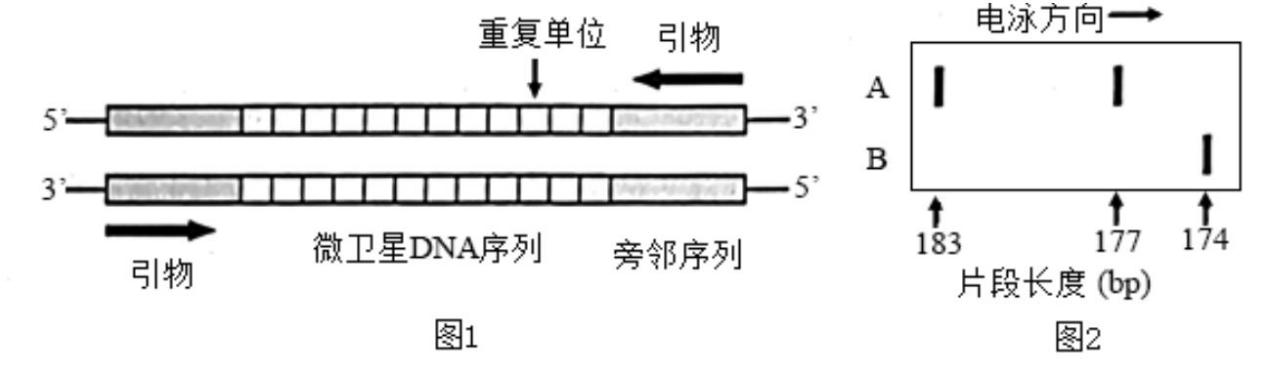 重复单位
引物
5’
3’
3’
5’
引物
微卫星DNA序列
旁邻序列
图1
电泳方向
A
B
183
177
174
片段长度 (bp)
图2